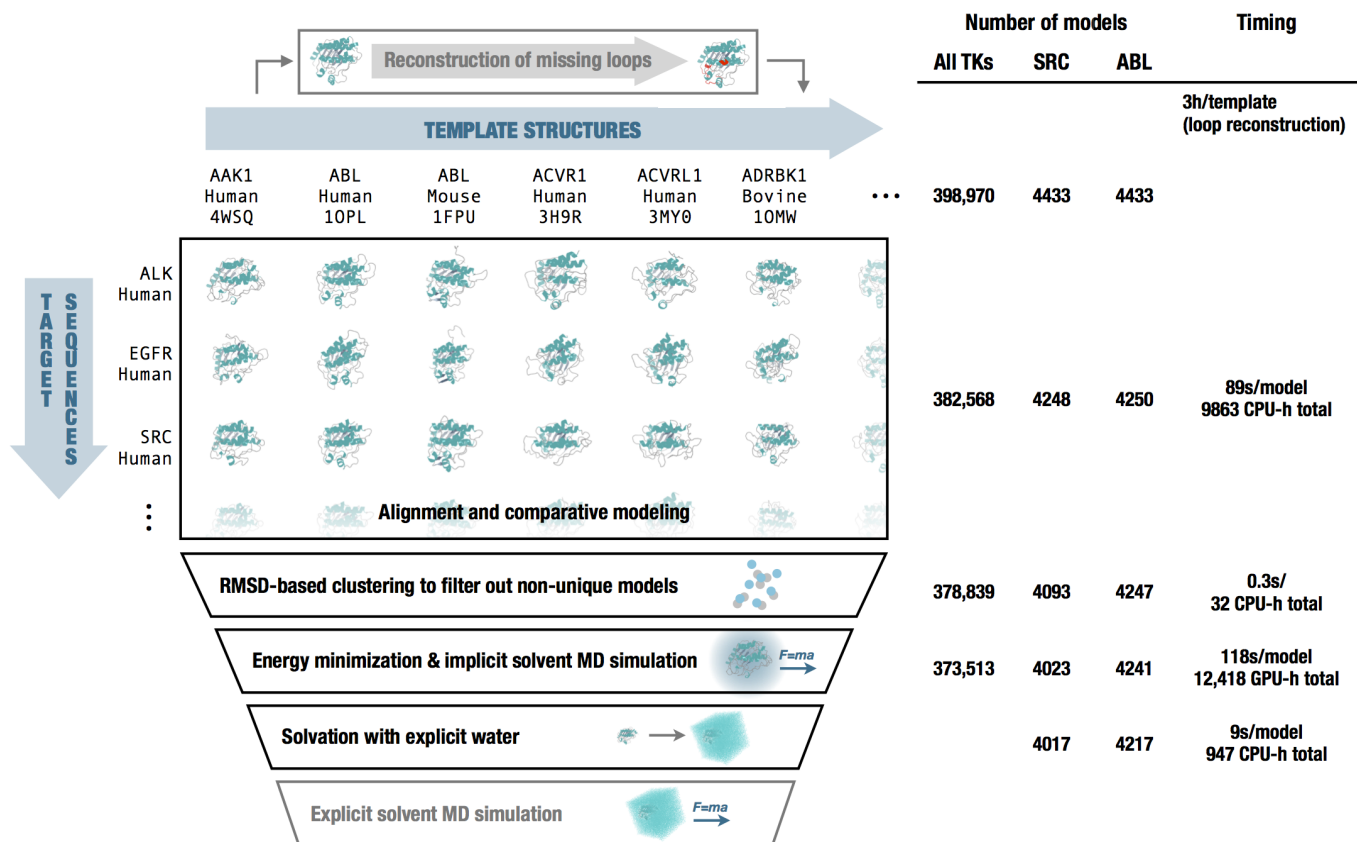 Number of models
Timing
All TKs
SRC
ABL
Reconstruction of missing loops
3h/template
(loop reconstruction)
TEMPLATE STRUCTURES
AAK1
Human
4WSQ
ABL
Human
1OPL
ABL
Mouse
1FPU
ACVR1
Human
3H9R
ACVRL1
Human
3MY0
ADRBK1
Bovine
1OMW
...
398,970
4433
4433
TARGET
SEQUENCES
ALK
Human
EGFR
Human
SRC
Human
...
382,568
4248
4250
89s/model
9863 CPU-h total
Alignment and comparative modeling
RMSD-based clustering to filter out non-unique models
378,839
4093
4247
0.3s/
32 CPU-h total
Energy minimization & implicit solvent MD simulation
F=ma
373,513
4023
4241
118s/model
12,418 GPU-h total
Solvation with explicit water
4017
4217
9s/model
947 CPU-h total
Explicit solvent MD simulation
F=ma